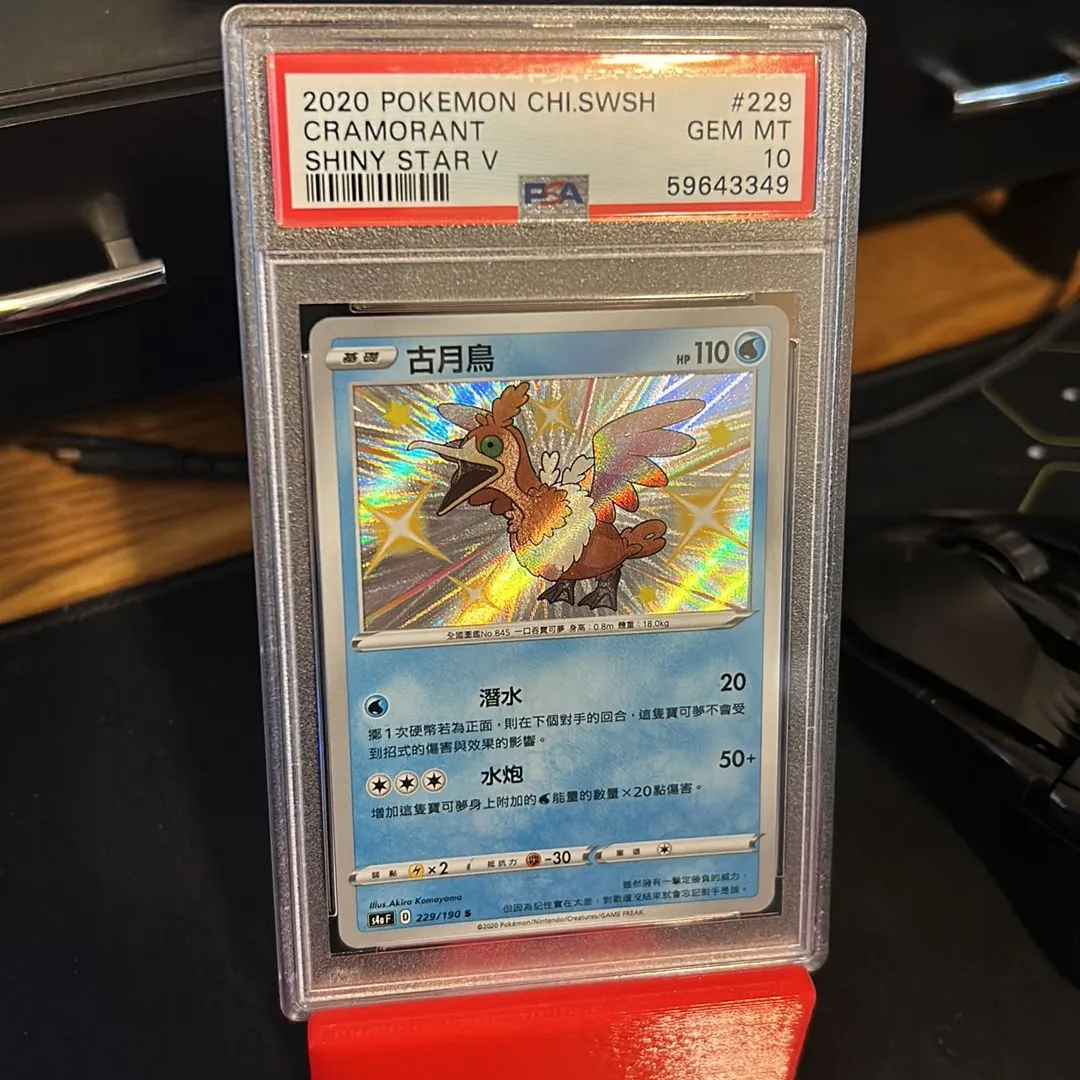 2020 POKEMON CHI.SWSH #229
CRAMORANT GEM MT
SHINY STAR V 10
PSA 59643349
基礎 古月鳥 HP 110
全國圖鑑No.845 一口吞寶可夢 身高：0.8m 體重：18.0kg
潛水 20
擲1次硬幣若為正面，則在下個對手的回合，這隻寶可夢不會受
到招式的傷害與效果的影響。
水炮 50+
增加這隻寶可夢身上附加的能量的數量×20點傷害。
弱點 ×2 抵抗力 -30 撤退
雖然擁有一擊定勝負的威力，
但因為記性實在太差，對戰還沒結束就會忘記對手是誰。
Illus.Akira Komayama
s4a F D 229/190 S
©2020 Pokémon/Nintendo/Creatures/GAME FREAK.